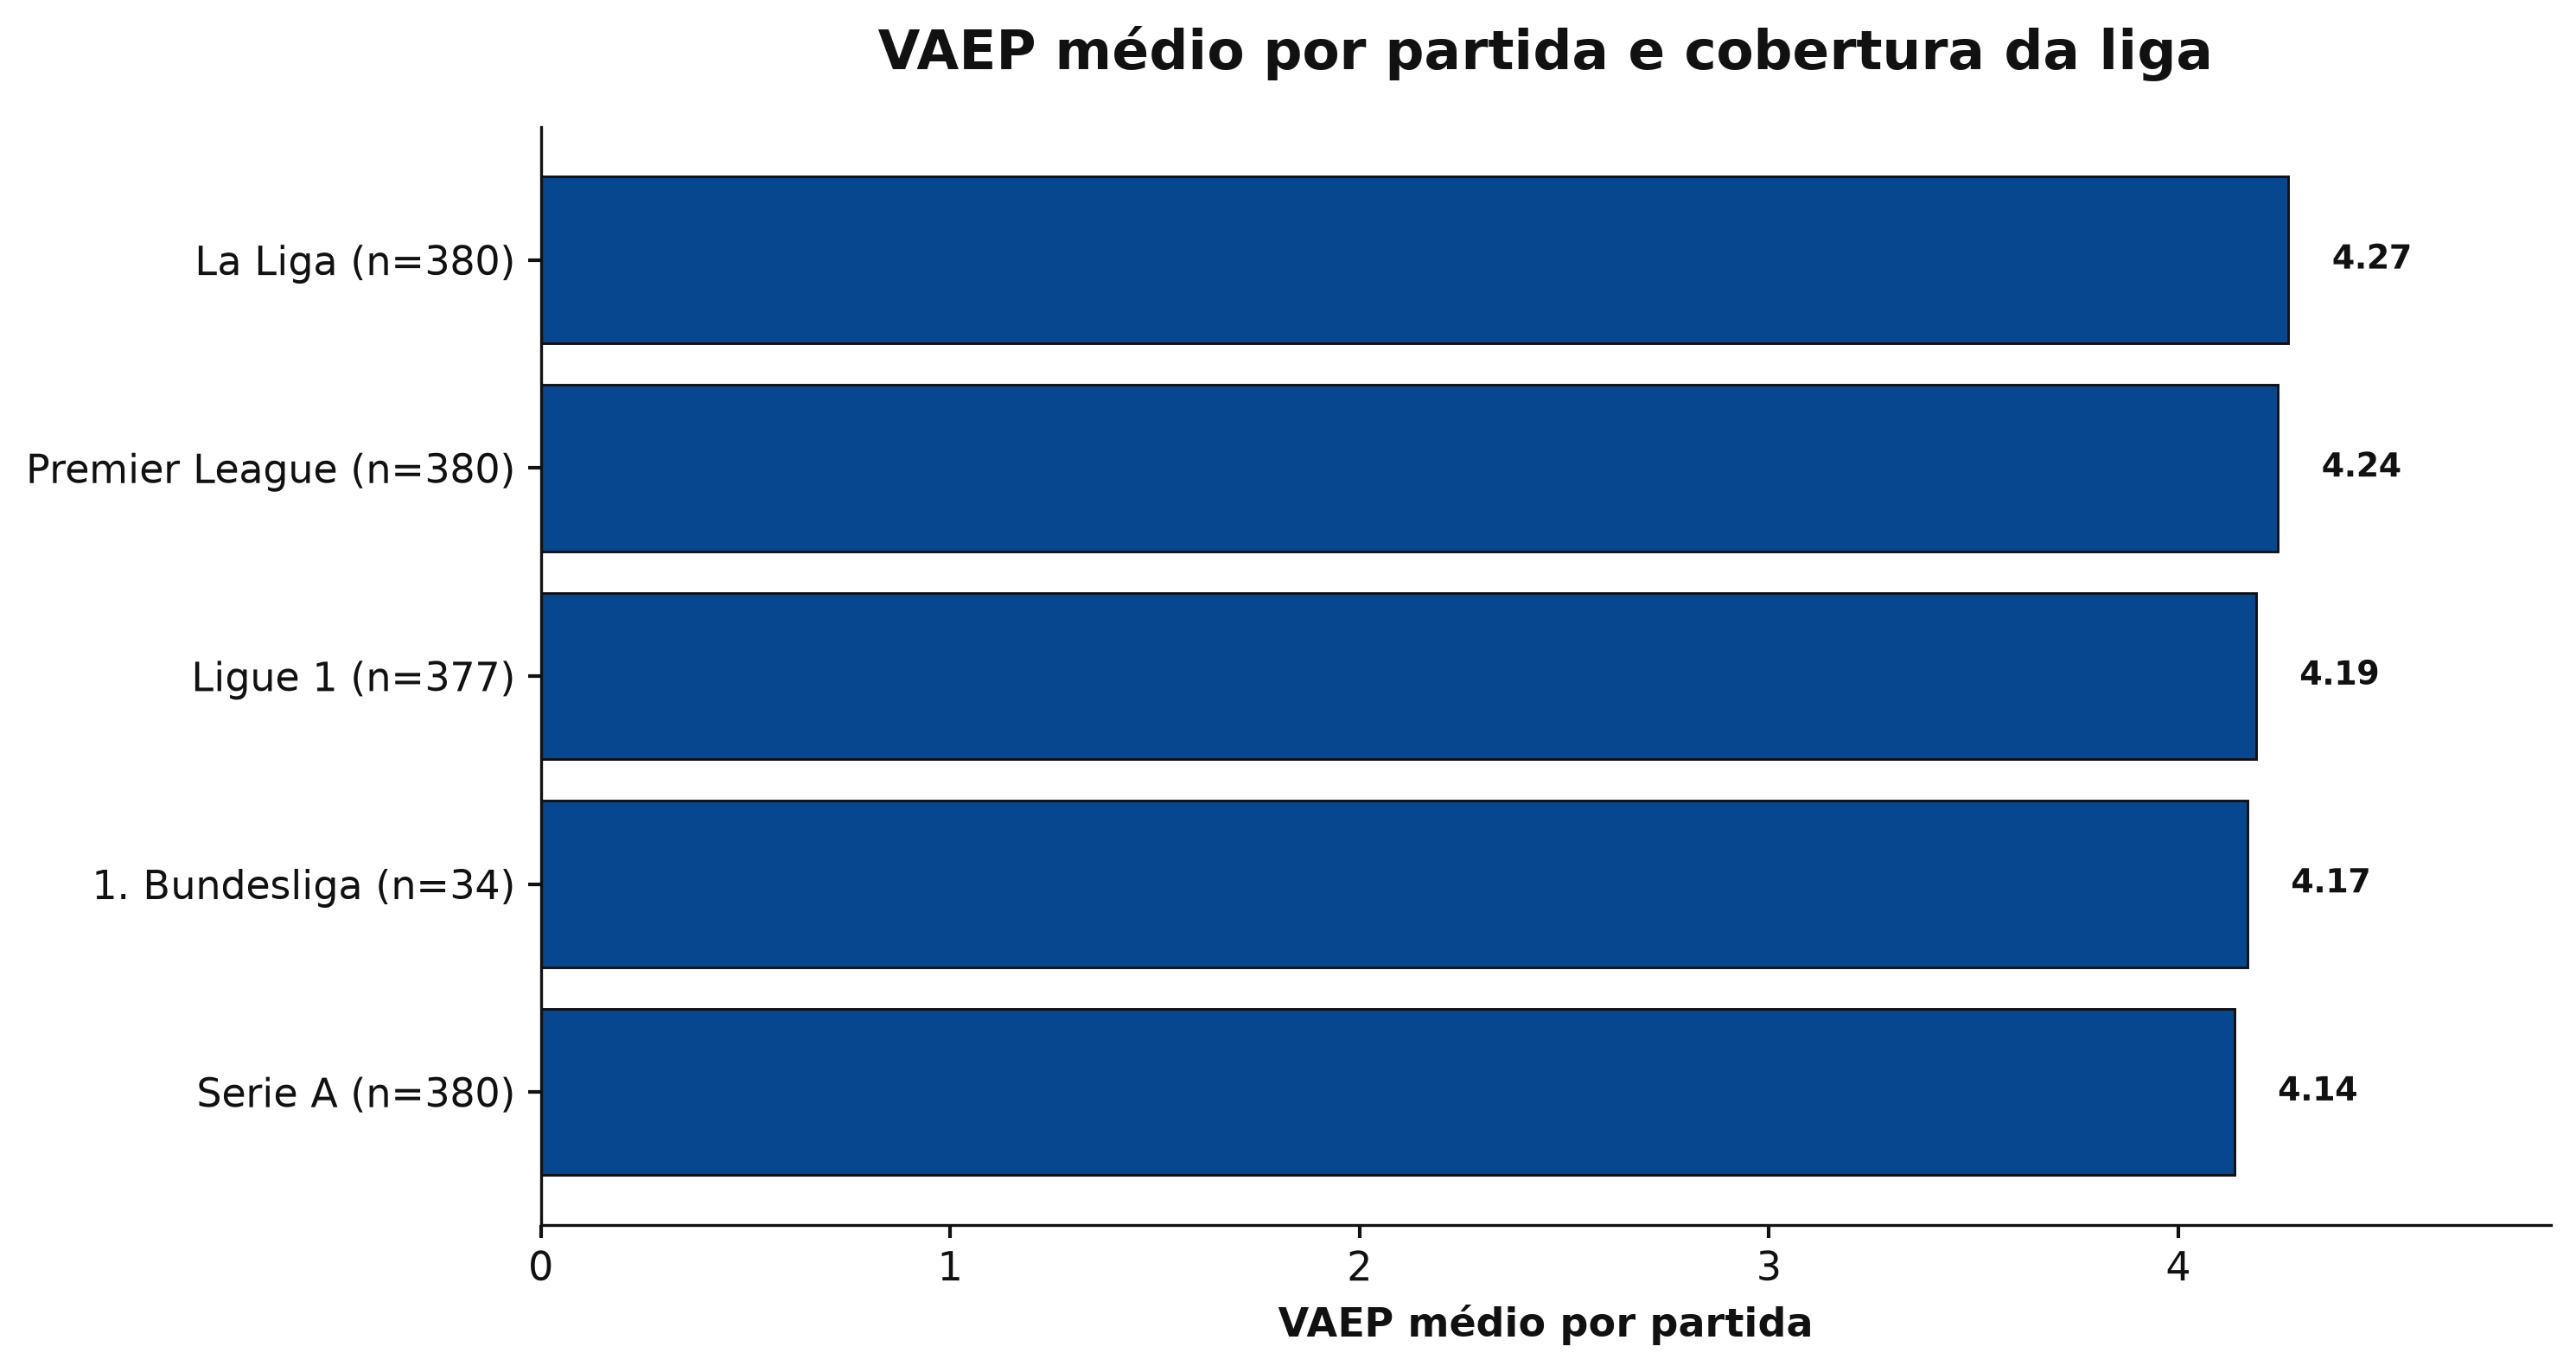 VAEP médio por partida e cobertura da liga
La Liga (n=380)
4.27
Premier League (n=380)
4.24
Ligue 1 (n=377)
4.19
1. Bundesliga (n=34)
4.17
Serie A (n=380)
4.14
0 1 2 3 4
VAEP médio por partida